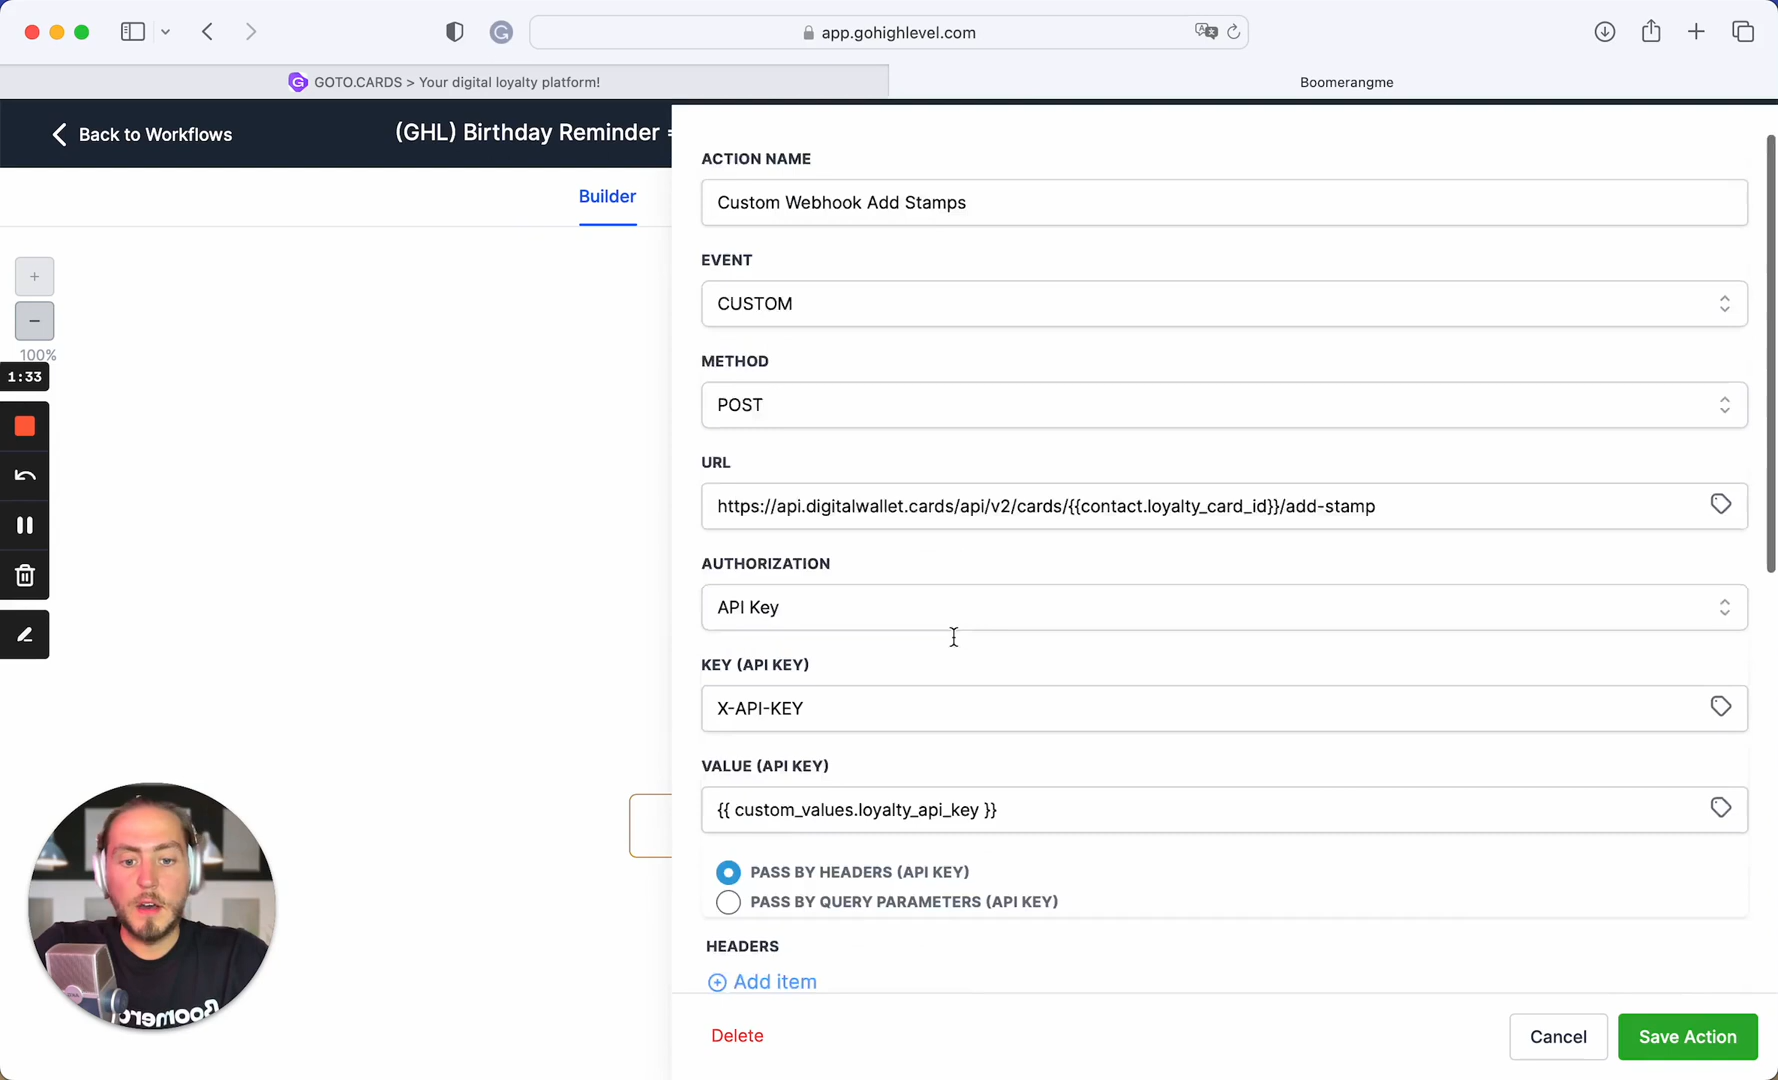 app.gohighlevel.com
GOTO.CARDS > Your digital loyalty platform!
Boomerangme
Back to Workflows
(GHL) Birthday Reminder
Builder
100%
1:33
ACTION NAME
Custom Webhook Add Stamps
EVENT
CUSTOM
METHOD
POST
URL
https://api.digitalwallet.cards/api/v2/cards/{{contact.loyalty_card_id}}/add-stamp
AUTHORIZATION
API Key
KEY (API KEY)
X-API-KEY
VALUE (API KEY)
{{ custom_values.loyalty_api_key }}
PASS BY HEADERS (API KEY)
PASS BY QUERY PARAMETERS (API KEY)
HEADERS
Add item
Delete
Cancel
Save Action